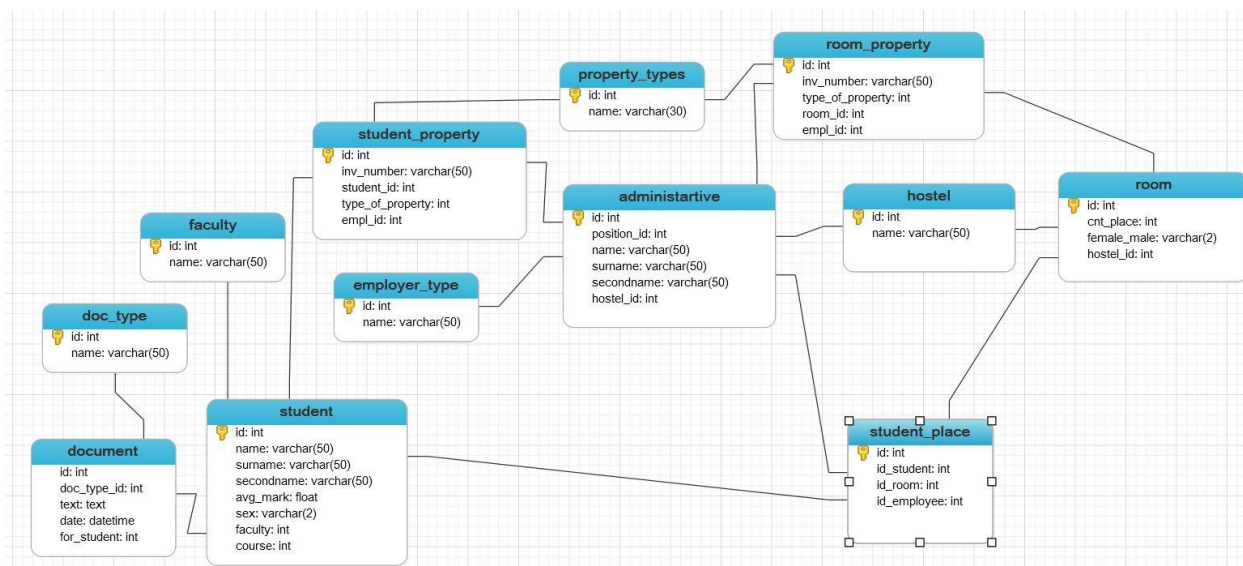 room_property
id: int
inv_number: varchar(50)
type_of_property: int
room_id: int
empl_id: int
property_types
id: int
name: varchar(30)
student_property
id: int
inv_number: varchar(50)
student_id: int
type_of_property: int
empl_id: int
administartive
id: int
position_id: int
name: varchar(50)
surname: varchar(50)
secondname: varchar(50)
hostel_id: int
hostel
id: int
name: varchar(50)
room
id: int
cnt_place: int
female_male: varchar(2)
hostel_id: int
faculty
id: int
name: varchar(50)
employer_type
id: int
name: varchar(50)
doc_type
id: int
name: varchar(50)
student
id: int
name: varchar(50)
surname: varchar(50)
secondname: varchar(50)
avg_mark: float
sex: varchar(2)
faculty: int
course: int
document
id: int
doc_type_id: int
text: text
date: datetime
for_student: int
student_place
id: int
id_student: int
id_room: int
id_employee: int